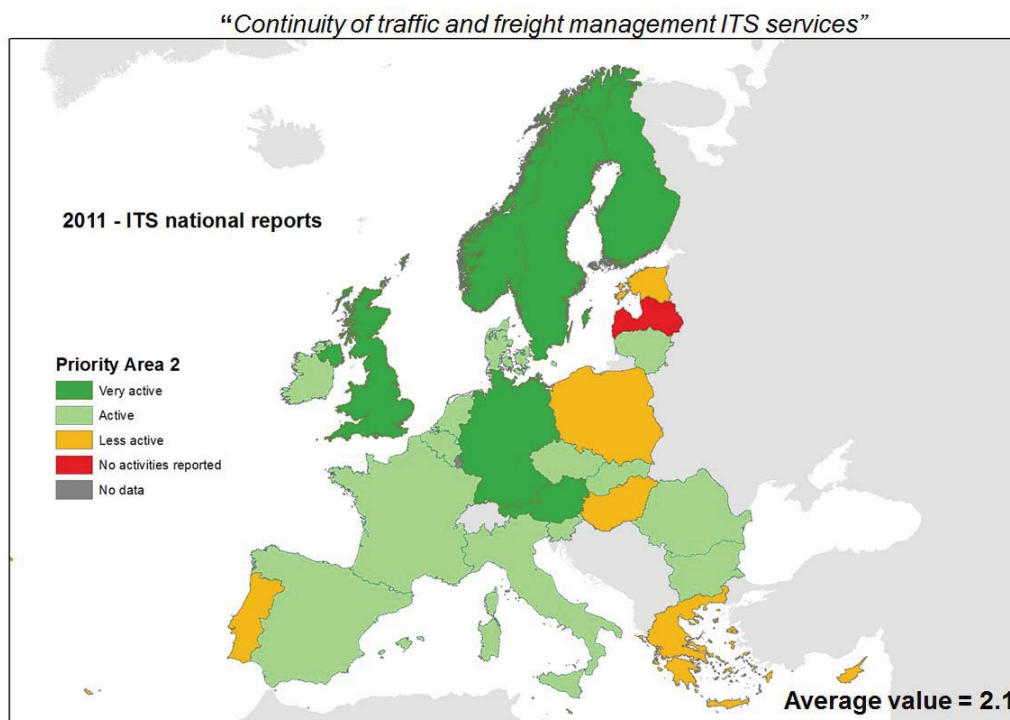 “Continuity of traffic and freight management ITS services”
2011 - ITS national reports
Priority Area 2
Very active
Active
Less active
No activities reported
No data
Average value = 2.1